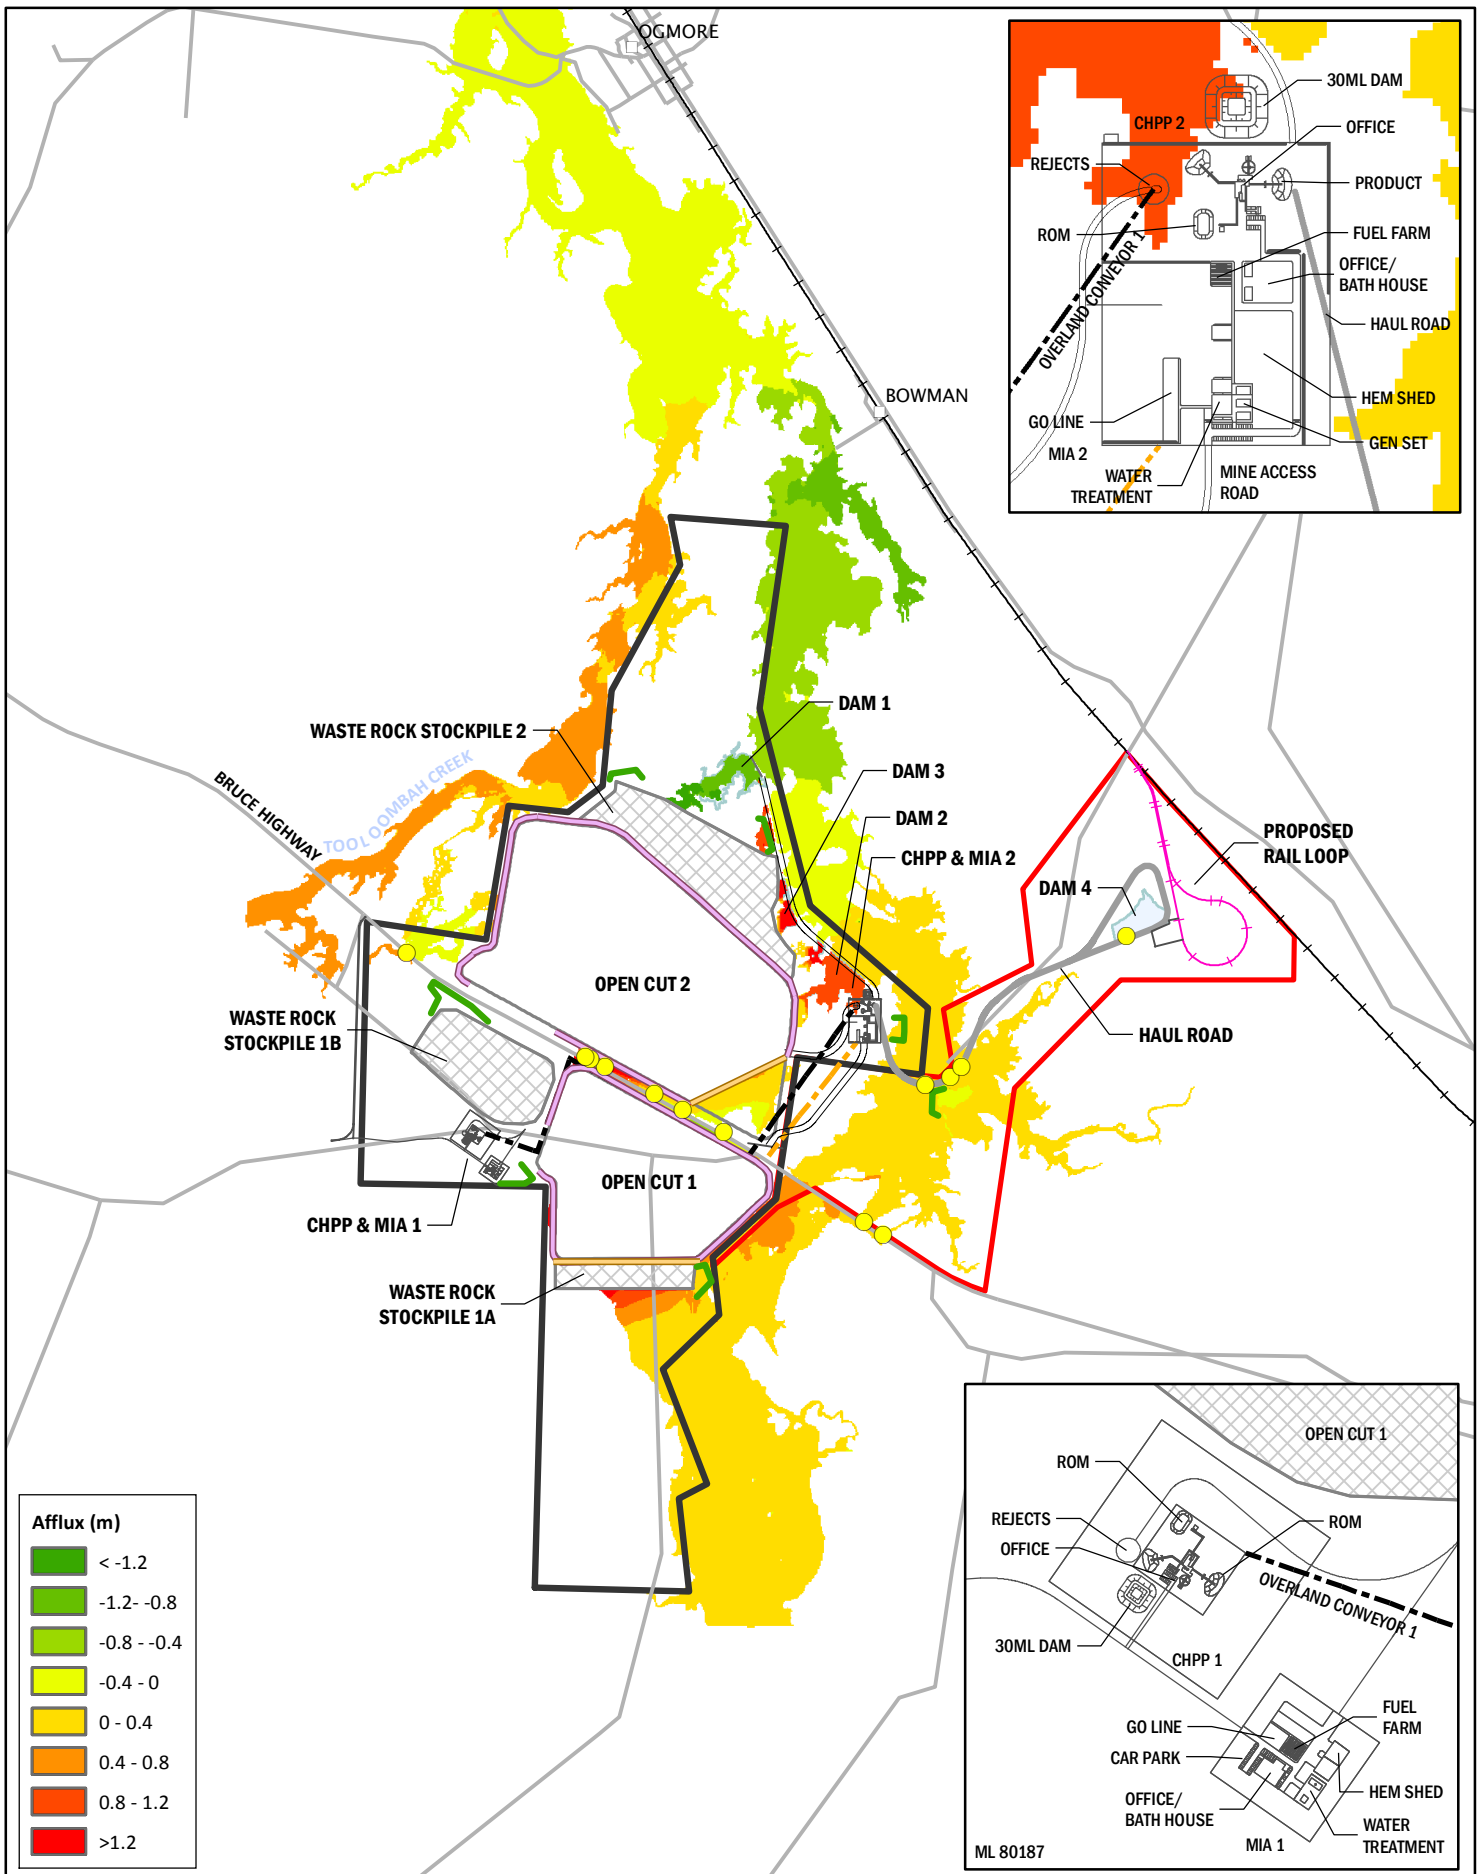 OGMORE
BOWMAN
30ML DAM
CHPP 2
OFFICE
REJECTS
PRODUCT
ROM
FUEL FARM
OFFICE/
BATH HOUSE
OVERLAND CONVEYOR 1
HAUL ROAD
HEM SHED
GO LINE
GEN SET
MIA 2
WATER
TREATMENT
MINE ACCESS
ROAD
DAM 1
WASTE ROCK STOCKPILE 2
DAM 3
BRUCE HIGHWAY
TOOLOOMBAH CREEK
DAM 2
CHPP & MIA 2
PROPOSED
RAIL LOOP
DAM 4
OPEN CUT 2
WASTE ROCK
STOCKPILE 1B
HAUL ROAD
OPEN CUT 1
CHPP & MIA 1
WASTE ROCK
STOCKPILE 1A
OPEN CUT 1
ROM
REJECTS
ROM
OFFICE
OVERLAND CONVEYOR 1
30ML DAM
CHPP 1
FUEL
FARM
GO LINE
CAR PARK
OFFICE/
BATH HOUSE
HEM SHED
WATER
TREATMENT
MIA 1
ML 80187
Afflux (m)
< -1.2
-1.2- -0.8
-0.8 - -0.4
-0.4 - 0
0 - 0.4
0.4 - 0.8
0.8 - 1.2
>1.2